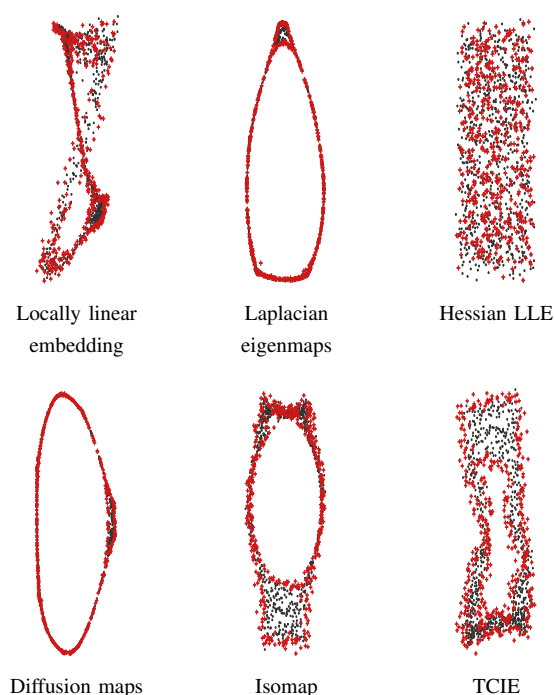 Locally linear
embedding
Laplacian
eigenmaps
Hessian LLE
Diffusion maps
Isomap
TCIE